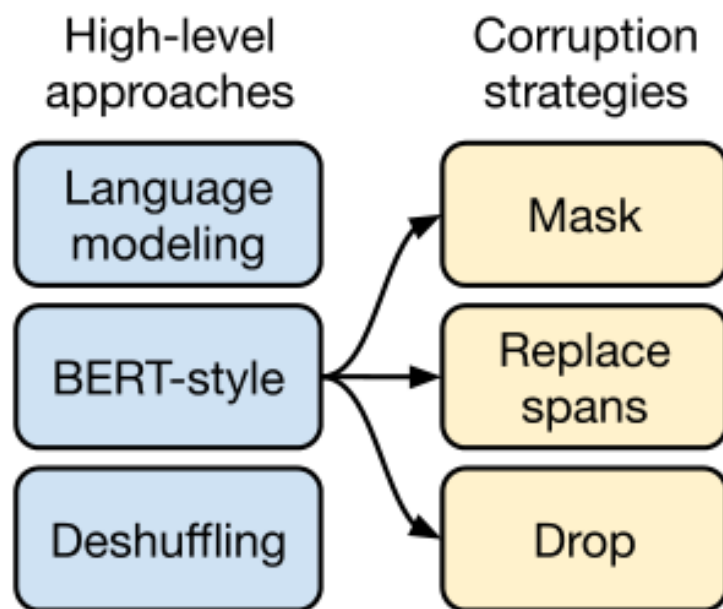 High-level
approaches
Language
modeling
BERT-style
Deshuffling
Corruption
strategies
Mask
Replace
spans
Drop